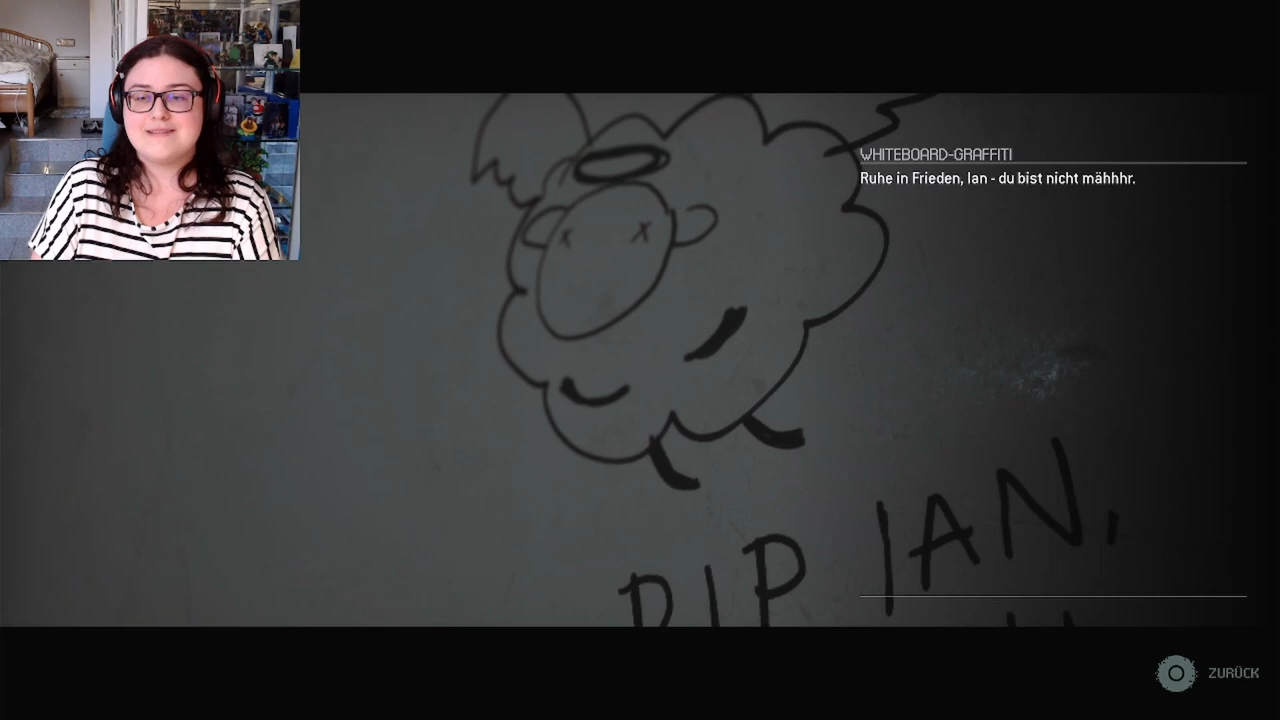 WHITEBOARD-GRAFFITI
Ruhe in Frieden, Ian - du bist nicht mähhhr.
RIP IAN,
ZURÜCK